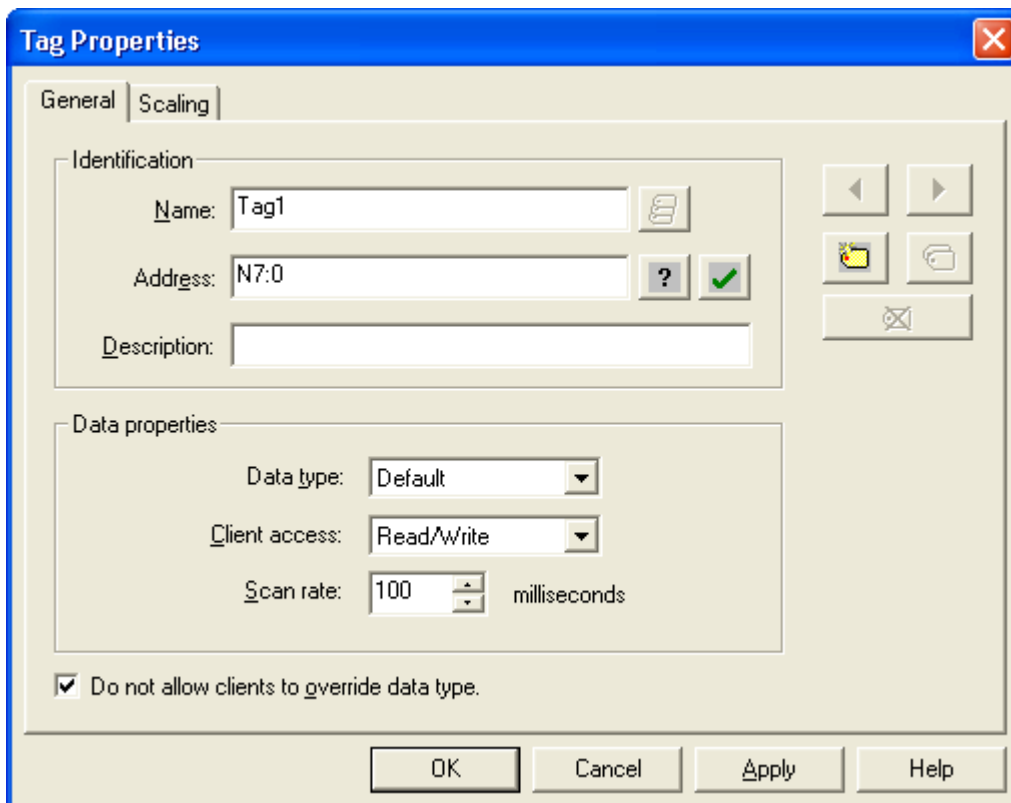 Tag Properties
General Scaling
Identification
Name: Tag1
Address: N7:0 ?
Description:
Data properties
Data type: Default
Client access: Read/Write
Scan rate: 100 milliseconds
Do not allow clients to override data type.
OK Cancel Apply Help